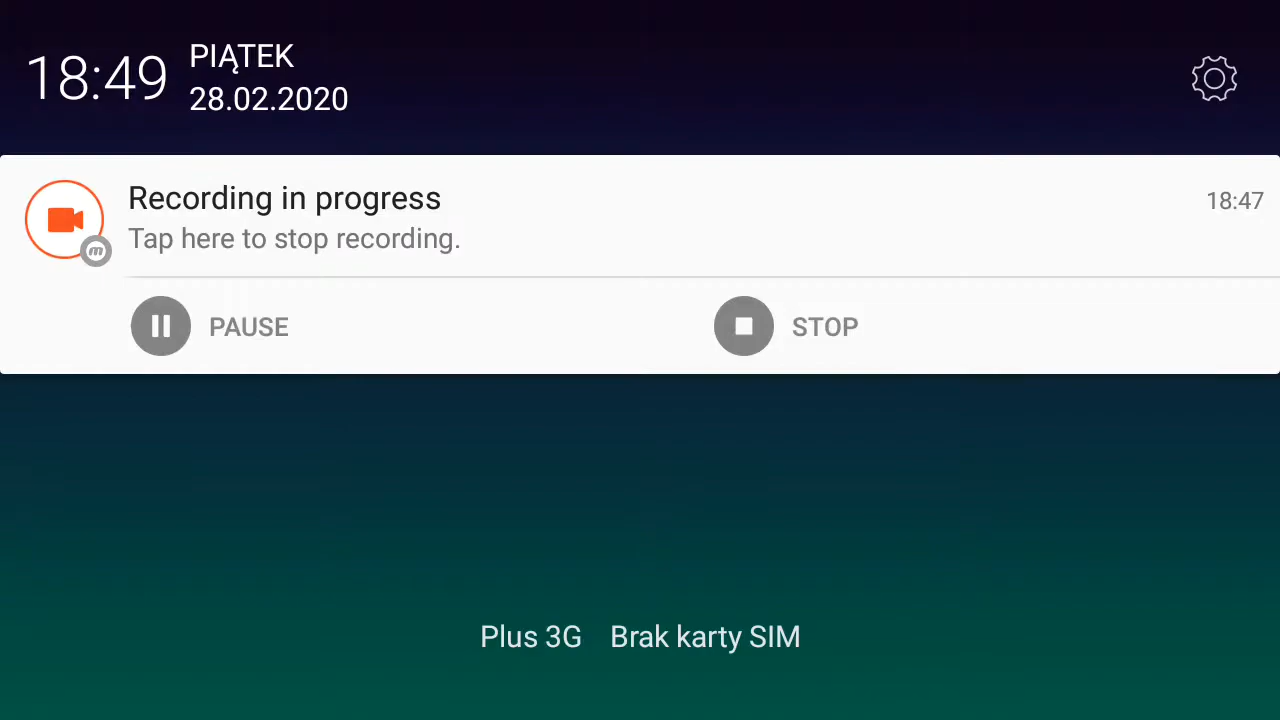 18:49
PIĄTEK
28.02.2020
Recording in progress
18:47
Tap here to stop recording.
m
PAUSE
STOP
Plus 3G Brak karty SIM